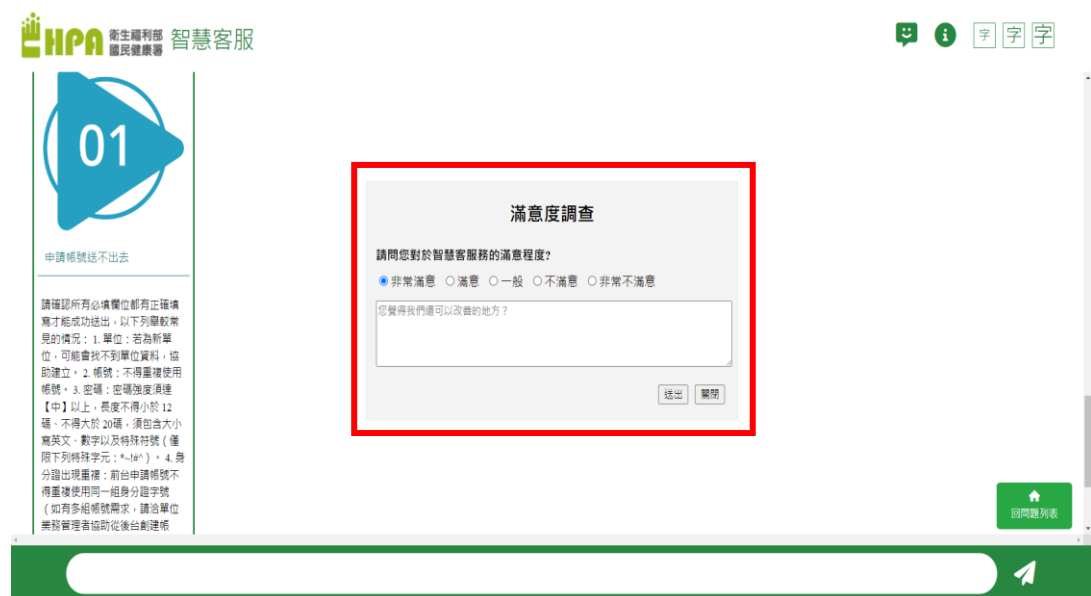 HPA 衛生福利部 國民健康署 智慧客服
字 字 字
01
申請帳號送不出去
請確認所有必填欄位都有正確填
寫才能成功送出，以下列舉較常
見的情況：1. 單位：若為新單
位，可能會找不到單位資料，協
助建立。2. 帳號：不得重複使用
帳號。3. 密碼：密碼強度須達
【中】以上，長度不得小於 12
碼、不得大於 20碼，須包含大小
寫英文、數字以及特殊符號 ( 僅
限下列特殊字元：*~!#^ ) 。4. 身
分證出現重複：前台申請帳號不
得重複使用同一組身分證字號
( 如有多組帳號需求，請洽單位
業務管理者協助從後台創建帳
滿意度調查
請問您對於智慧客服務的滿意程度?
非常滿意 滿意 一般 不滿意 非常不滿意
您覺得我們還可以改善的地方？
送出 關閉
回問題列表